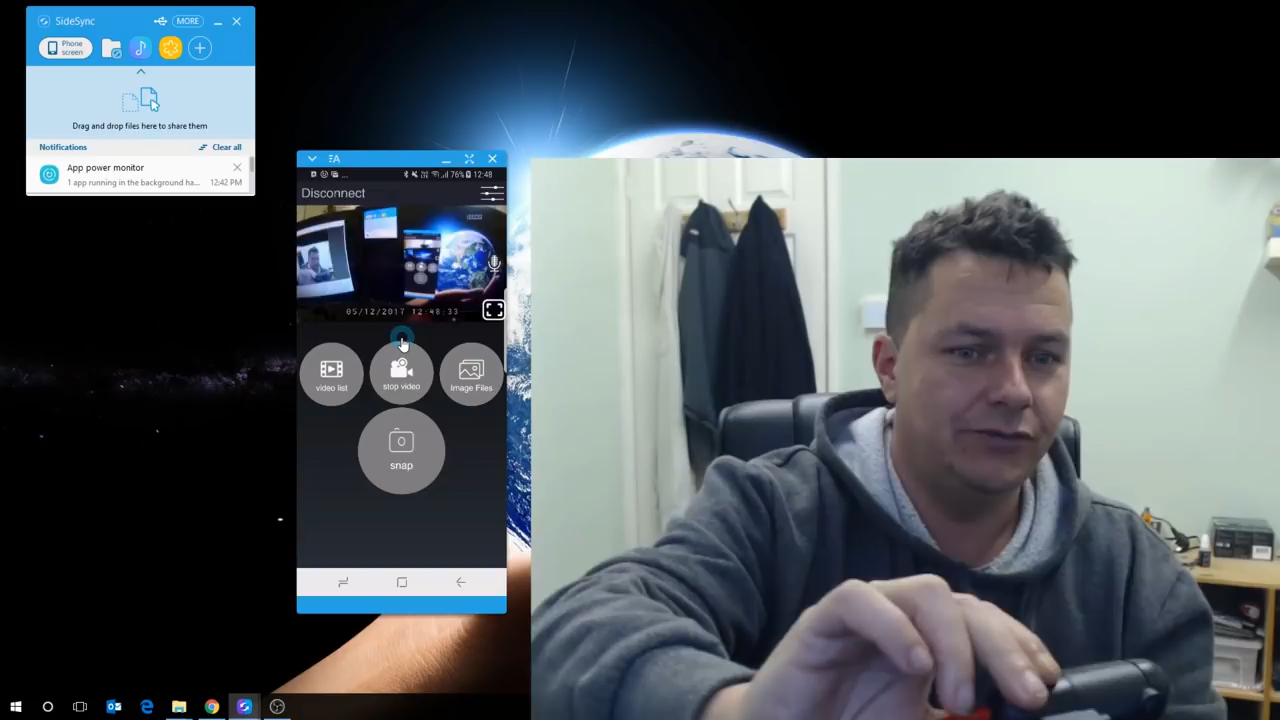 SideSync
MORE
Phone
screen
Drag and drop files here to share them
Notifications
Clear all
App power monitor
1 app running in the background ha...
12:42 PM
76% 12:48
Disconnect
05/12/2017 12:48:33
video list
stop video
Image Files
snap